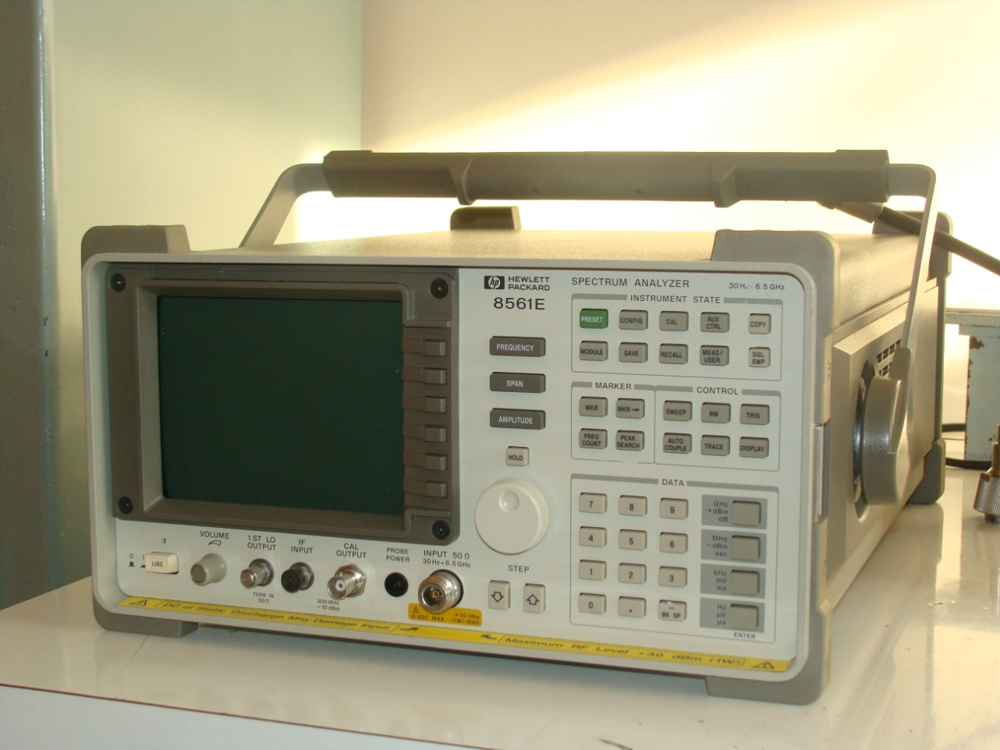 hp HEWLETT
PACKARD
8561E
SPECTRUM ANALYZER
30 Hz - 6.5 GHz
INSTRUMENT STATE
PRESET
CONFIG
CAL
AUX
CTRL
COPY
MODULE
SAVE
RECALL
MEAS/
USER
SGL
SWP
FREQUENCY
SPAN
AMPLITUDE
HOLD
MARKER
MKR
MKR→
FREQ
COUNT
PEAK
SEARCH
CONTROL
SWEEP
BW
TRIG
AUTO
COUPLE
TRACE
DISPLAY
DATA
7
8
9
GHz
+dBm
dB
4
5
6
MHz
-dBm
sec
1
2
3
kHz
mV
ms
0
.
-
BK SP
Hz
µV
µs
ENTER
STEP
LINE
VOLUME
1ST LO
OUTPUT
TERM IN
50Ω
IF
INPUT
CAL
OUTPUT
300 MHz
-10 dBm
PROBE
POWER
INPUT 50Ω
30 Hz - 6.5 GHz
0 VDC MAX
+30 dBm
(1W) MAX
DC or Static Discharge May Damage Input
Maximum RF Level +30 dBm (1W)